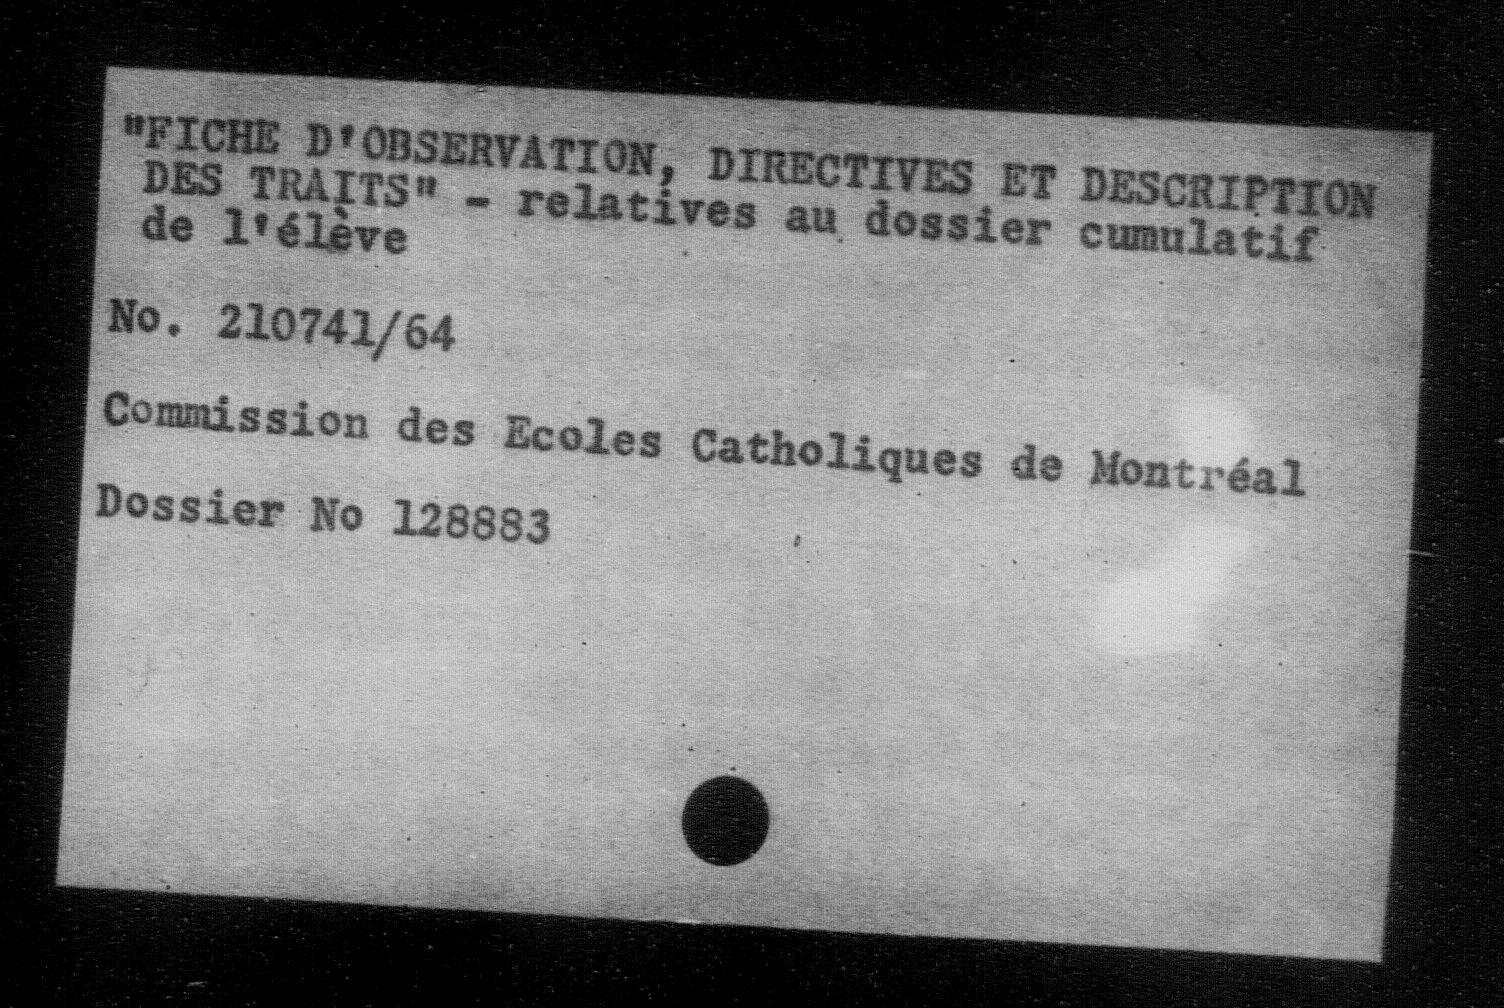 "FICHE D'OBSERVATION, DIRECTIVES ET DESCRIPTION
DES TRAITS" - relatives au dossier cumulatif
de l'élève
No. 210741/64
Commission des Ecoles Catholiques de Montréal
Dossier No 128883